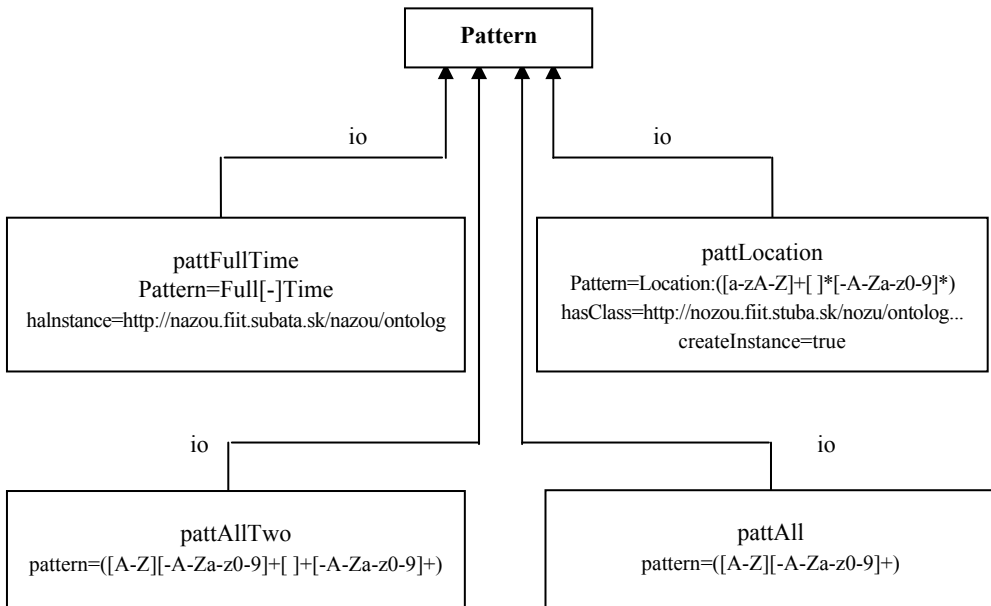 Pattern
io
io
pattFullTime
Pattern=Full[-]Time
halnstance=http://nazou.fiit.subata.sk/nazou/ontolog
pattLocation
Pattern=Location:([a-zA-Z]+[ ]*[-A-Za-z0-9]*)
hasClass=http://nozou.fiit.stuba.sk/nozu/ontolog...
createInstance=true
io
io
pattAllTwo
pattern=([A-Z][-A-Za-z0-9]+[ ]+[-A-Za-z0-9]+)
pattAll
pattern=([A-Z][-A-Za-z0-9]+)